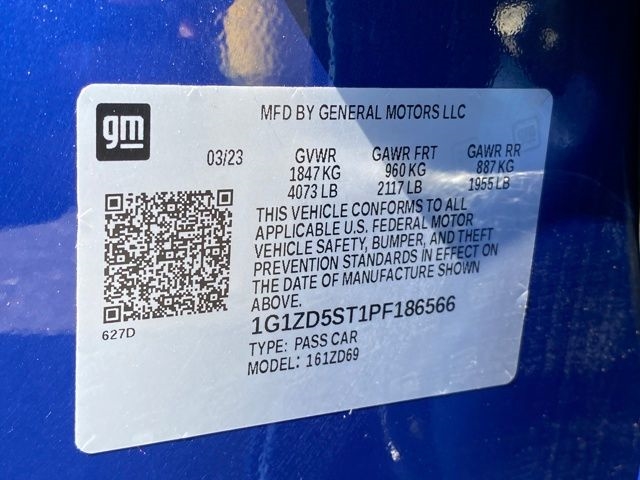 gm
MFD BY GENERAL MOTORS LLC
03/23 GVWR GAWR FRT GAWR RR
1847 KG 960 KG 887 KG
4073 LB 2117 LB 1955 LB
THIS VEHICLE CONFORMS TO ALL
APPLICABLE U.S. FEDERAL MOTOR
VEHICLE SAFETY, BUMPER, AND THEFT
PREVENTION STANDARDS IN EFFECT ON
THE DATE OF MANUFACTURE SHOWN
ABOVE.
1G1ZD5ST1PF186566
627D
TYPE: PASS CAR
MODEL: 161ZD69